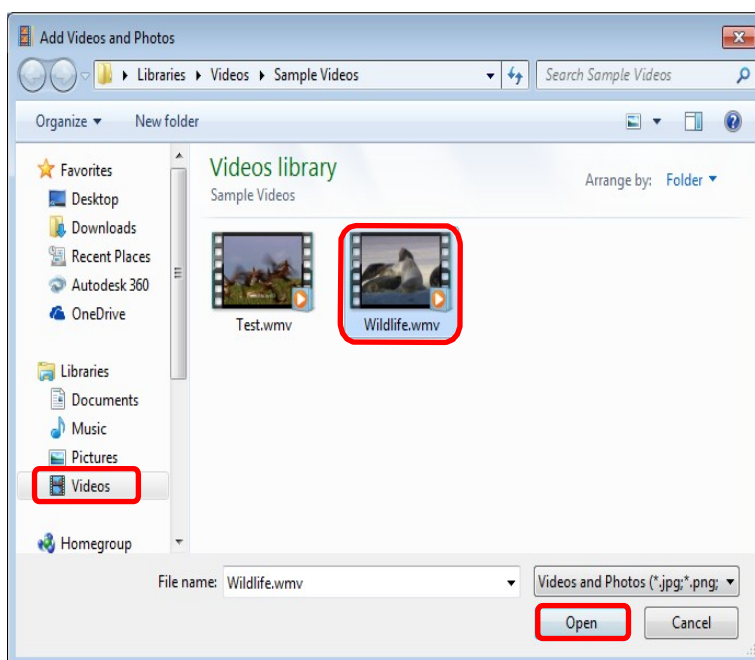 Add Videos and Photos
Libraries Videos Sample Videos
Search Sample Videos
Organize New folder
Favorites
Desktop
Downloads
Recent Places
Autodesk 360
OneDrive
Libraries
Documents
Music
Pictures
Videos
Homegroup
Videos library
Sample Videos
Arrange by: Folder
Test.wmv
Wildlife.wmv
File name: Wildlife.wmv
Videos and Photos (*.jpg;*.png;
Open Cancel